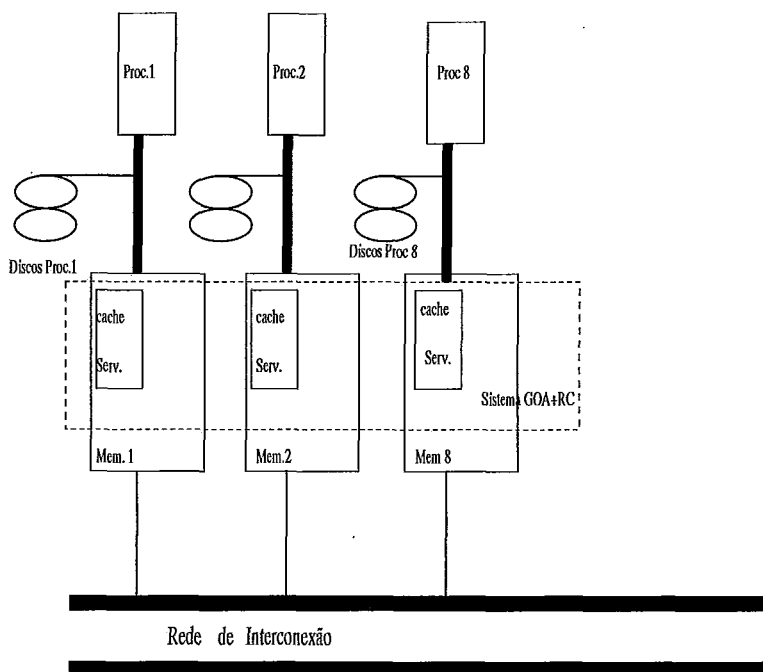 Proc.1
Proc.2
Proc 8
Discos Proc.1
Discos Proc 8
cache
Serv.
cache
Serv.
cache
Serv.
Sistema GOA+RC
Mem. 1
Mem.2
Mem 8
Rede de Interconexão